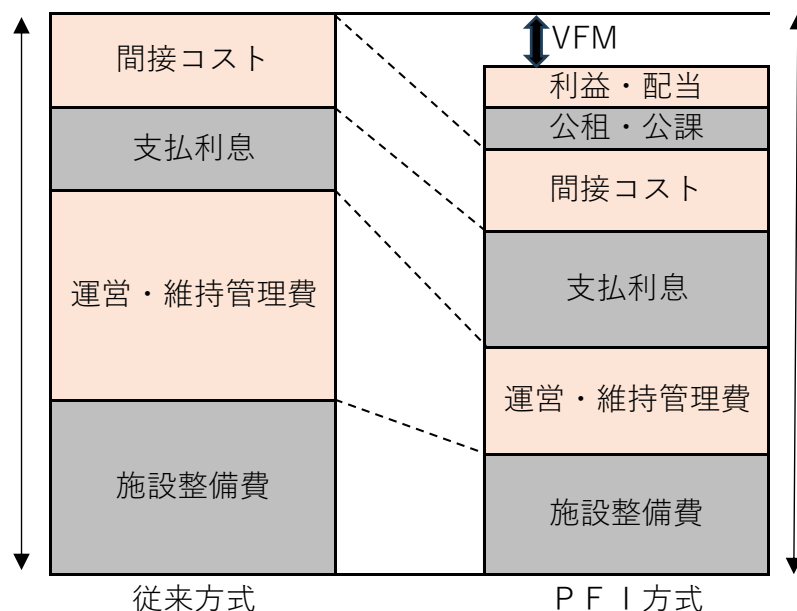 間接コスト
支払利息
運営・維持管理費
施設整備費
従来方式
VFM
利益・配当
公租・公課
間接コスト
支払利息
運営・維持管理費
施設整備費
ＰＦＩ方式